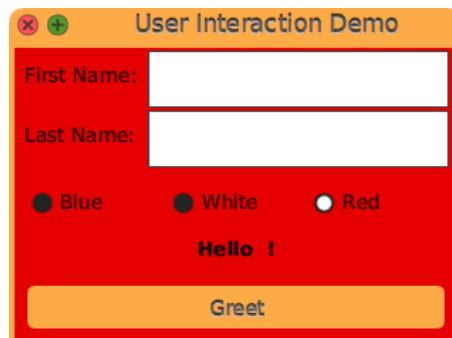 User Interaction Demo
First Name:
Last Name:
Blue White Red
Hello !
Greet